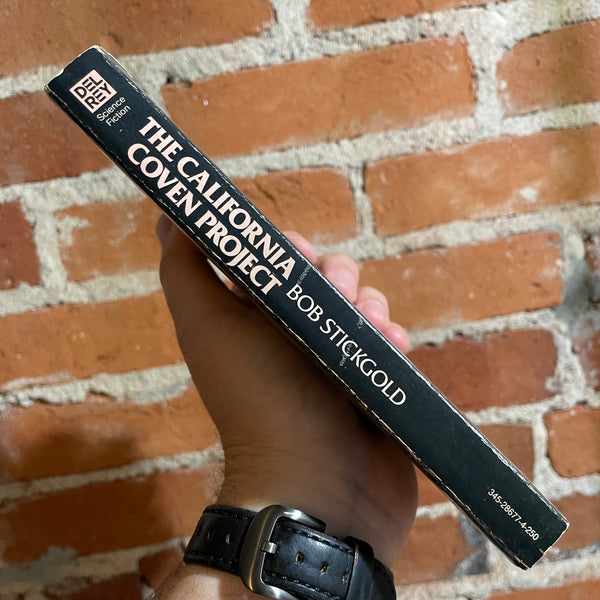 DEL
REY
Science
Fiction
THE CALIFORNIA
COVEN PROJECT
BOB STICKGOLD
345-28677-4-250